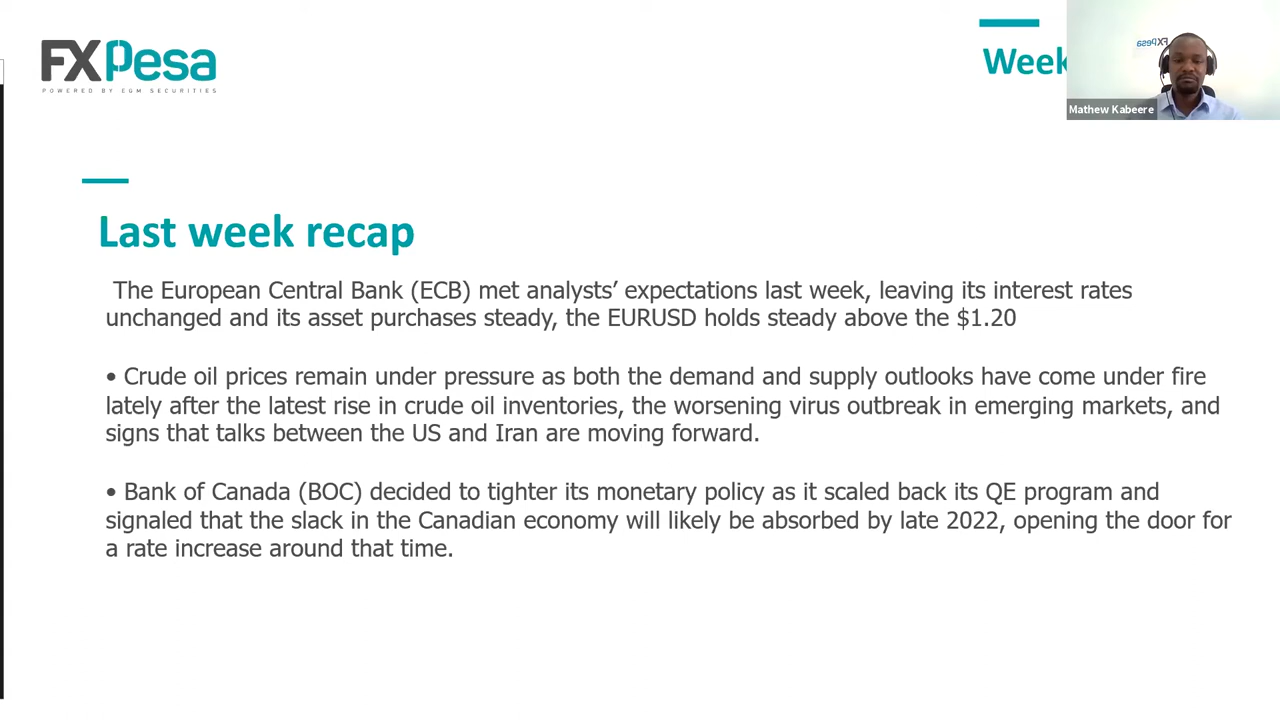 FXPesa
POWERED BY EGM SECURITIES
Week
FXPesa
Mathew Kabeere
Last week recap
The European Central Bank (ECB) met analysts’ expectations last week, leaving its interest rates
unchanged and its asset purchases steady, the EURUSD holds steady above the $1.20
• Crude oil prices remain under pressure as both the demand and supply outlooks have come under fire
lately after the latest rise in crude oil inventories, the worsening virus outbreak in emerging markets, and
signs that talks between the US and Iran are moving forward.
• Bank of Canada (BOC) decided to tighter its monetary policy as it scaled back its QE program and
signaled that the slack in the Canadian economy will likely be absorbed by late 2022, opening the door for
a rate increase around that time.